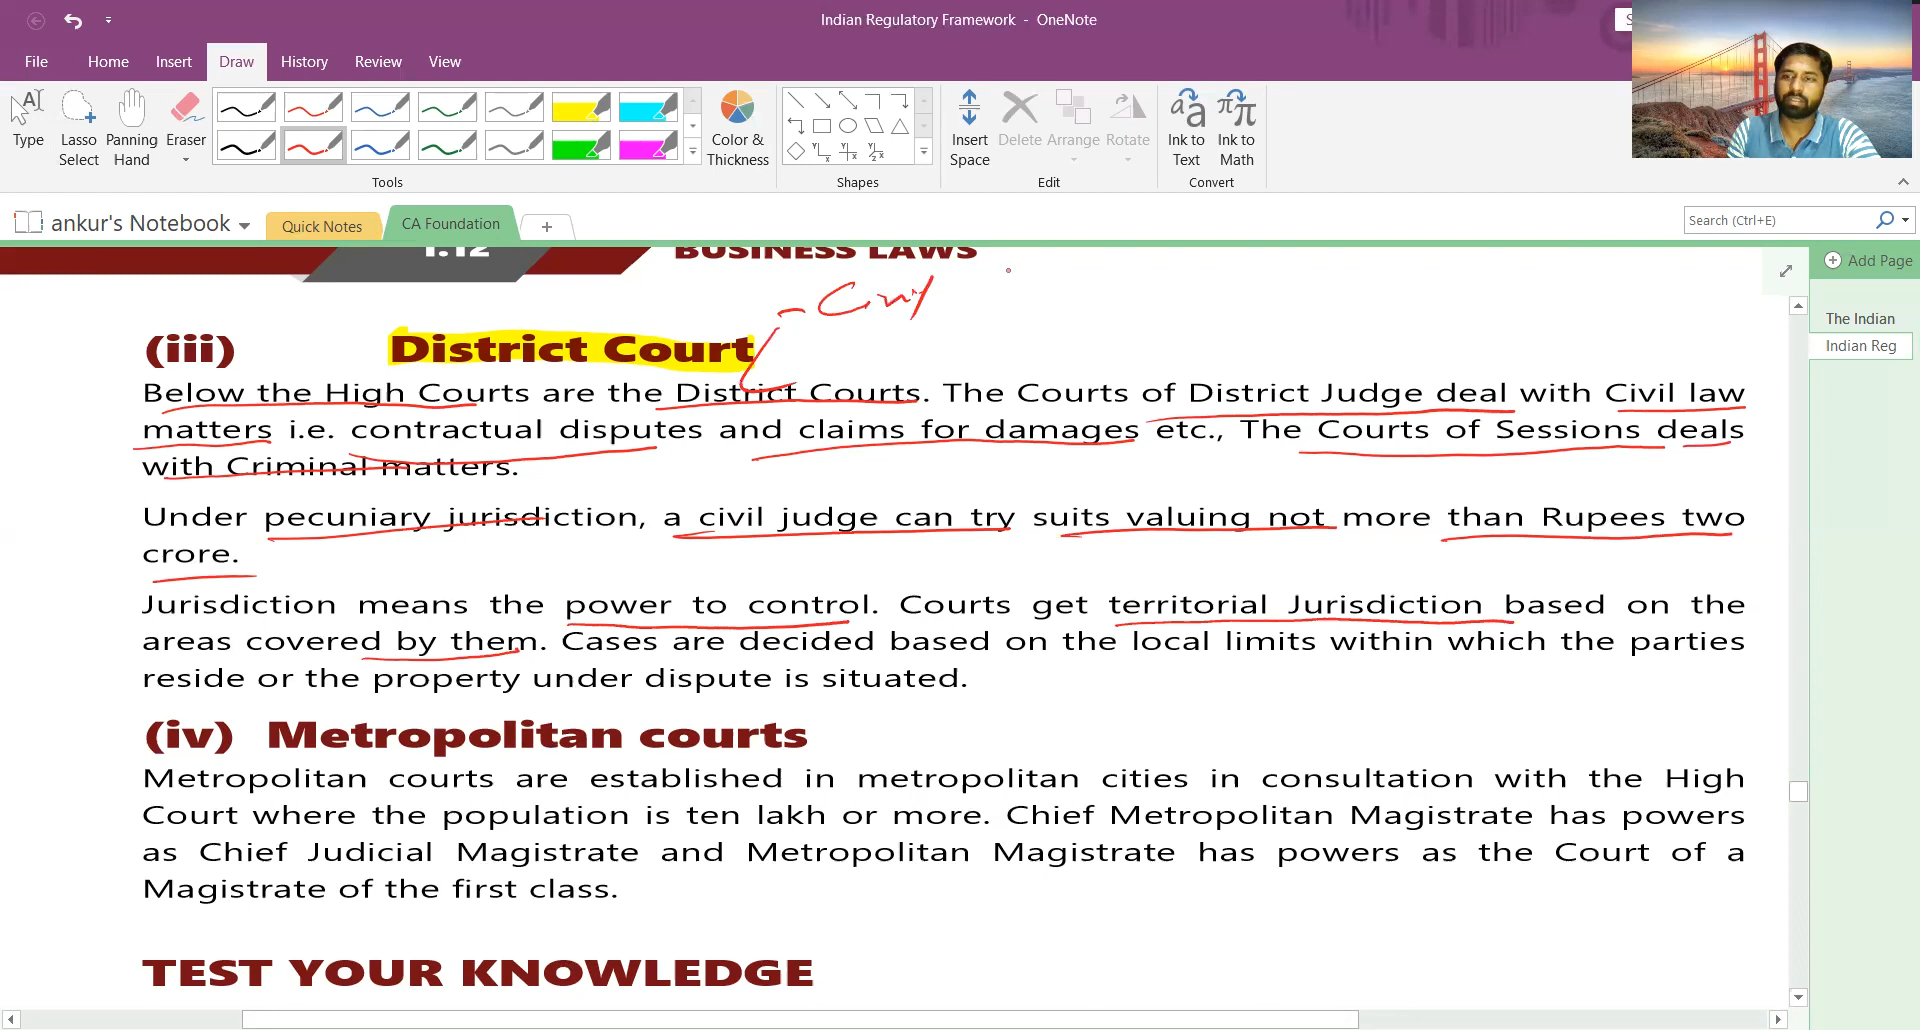 Indian Regulatory Framework - OneNote
File Home Insert Draw History Review View
Type Lasso Select Panning Hand Eraser Color & Thickness Insert Space Delete Arrange Rotate Ink to Text Ink to Math
Tools Shapes Edit Convert
ankur's Notebook Quick Notes CA Foundation + Search (Ctrl+E)
1.12 BUSINESS LAWS
Add Page
The Indian
Indian Reg
(iii) District Court
Below the High Courts are the District Courts. The Courts of District Judge deal with Civil law
matters i.e. contractual disputes and claims for damages etc., The Courts of Sessions deals
with Criminal matters.
Under pecuniary jurisdiction, a civil judge can try suits valuing not more than Rupees two
crore.
Jurisdiction means the power to control. Courts get territorial Jurisdiction based on the
areas covered by them. Cases are decided based on the local limits within which the parties
reside or the property under dispute is situated.
(iv) Metropolitan courts
Metropolitan courts are established in metropolitan cities in consultation with the High
Court where the population is ten lakh or more. Chief Metropolitan Magistrate has powers
as Chief Judicial Magistrate and Metropolitan Magistrate has powers as the Court of a
Magistrate of the first class.
TEST YOUR KNOWLEDGE